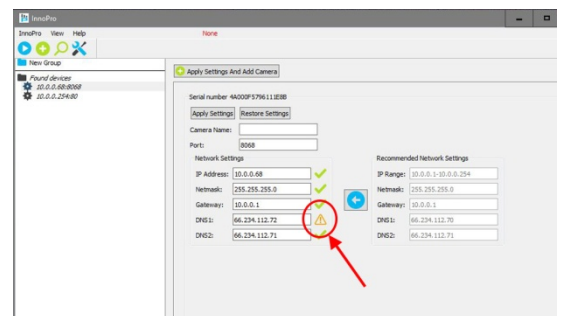 InnoPro
InnoPro View Help None
New Group
Found devices
10.0.0.68:8068
10.0.0.254:80
Apply Settings And Add Camera
Serial number 4A000F5796111E8B
Apply Settings Restore Settings
Camera Name:
Port: 8068
Network Settings Recommended Network Settings
IP Address: 10.0.0.68 IP Range: 10.0.0.1-10.0.0.254
Netmask: 255.255.255.0 Netmask: 255.255.255.0
Gateway: 10.0.0.1 Gateway: 10.0.0.1
DNS1: 66.234.112.72 DNS1: 66.234.112.70
DNS2: 66.234.112.71 DNS2: 66.234.112.71